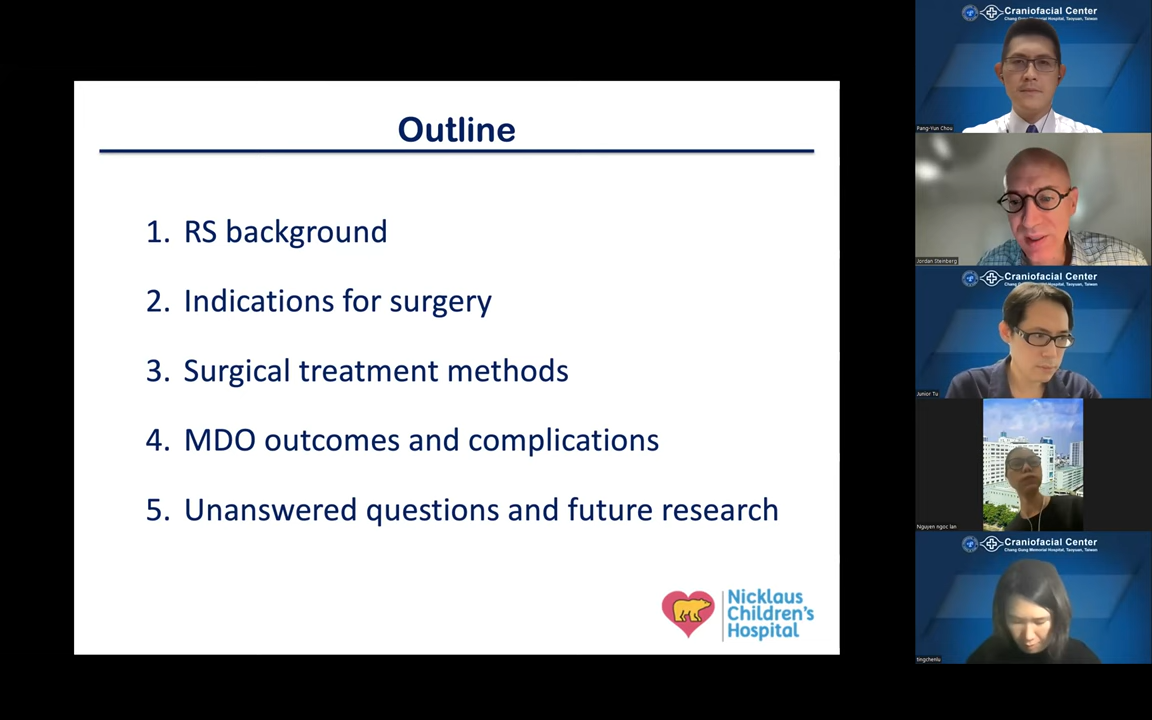 Outline
1. RS background
2. Indications for surgery
3. Surgical treatment methods
4. MDO outcomes and complications
5. Unanswered questions and future research
Nicklaus
Children's
Hospital
Craniofacial Center
Chang Gung Memorial Hospital, Taoyuan, Taiwan
Pang-Yun Chou
Jordan Steinberg
Craniofacial Center
Chang Gung Memorial Hospital, Taoyuan, Taiwan
Junior Tu
Nguyen ngoc lan
Craniofacial Center
Chang Gung Memorial Hospital, Taoyuan, Taiwan
tingchenlu